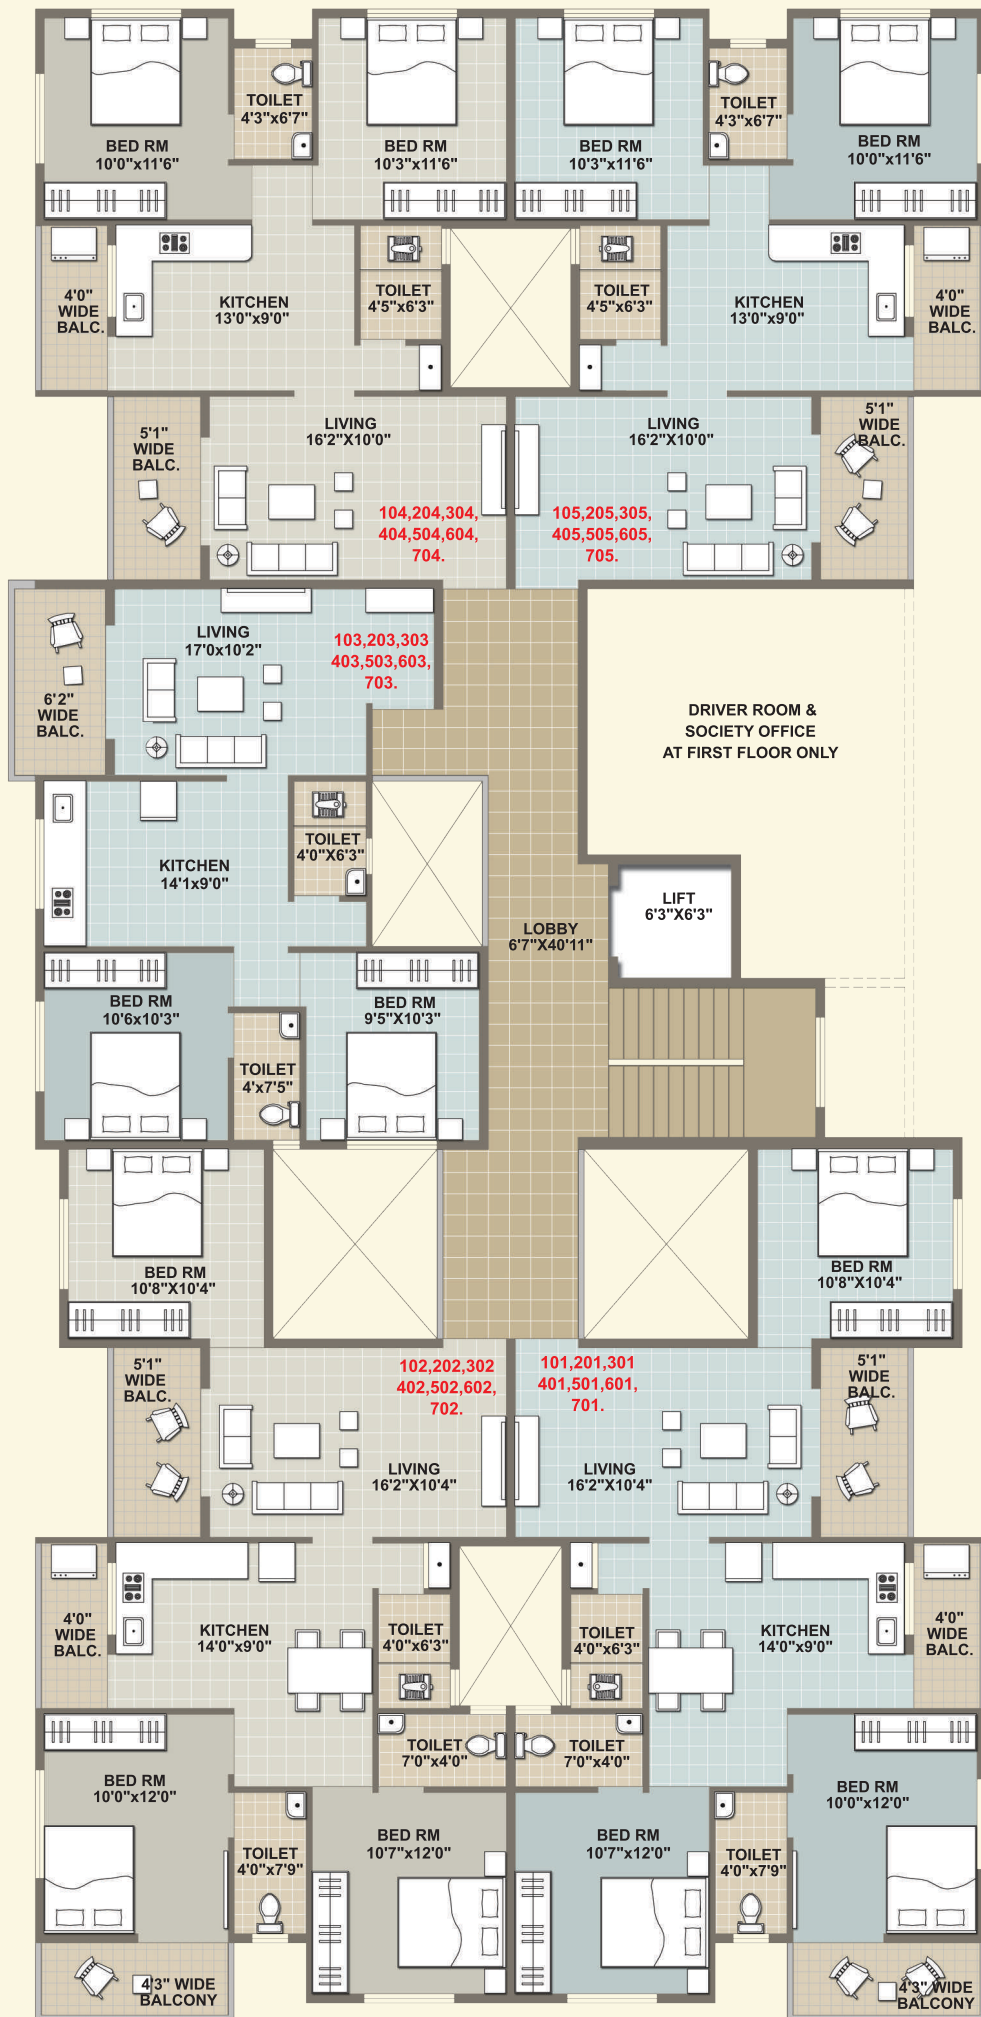 TOILET
4'3"x6'7"
TOILET
4'3"x6'7"
BED RM
10'0"x11'6"
BED RM
10'3"x11'6"
BED RM
10'3"x11'6"
BED RM
10'0"x11'6"
4'0"
WIDE
BALC.
KITCHEN
13'0"x9'0"
TOILET
4'5"x6'3"
TOILET
4'5"x6'3"
KITCHEN
13'0"x9'0"
4'0"
WIDE
BALC.
5'1"
WIDE
BALC.
LIVING
16'2"X10'0"
LIVING
16'2"X10'0"
5'1"
WIDE
BALC.
104,204,304,
404,504,604,
704.
105,205,305,
405,505,605,
705.
LIVING
17'0x10'2"
103,203,303
403,503,603,
703.
6'2"
WIDE
BALC.
DRIVER ROOM &
SOCIETY OFFICE
AT FIRST FLOOR ONLY
TOILET
4'0"X6'3"
KITCHEN
14'1x9'0"
LIFT
6'3"X6'3"
LOBBY
6'7"X40'11"
BED RM
10'6x10'3"
BED RM
9'5"X10'3"
TOILET
4'x7'5"
BED RM
10'8"X10'4"
BED RM
10'8"X10'4"
5'1"
WIDE
BALC.
102,202,302
402,502,602,
702.
101,201,301
401,501,601,
701.
5'1"
WIDE
BALC.
LIVING
16'2"X10'4"
LIVING
16'2"X10'4"
4'0"
WIDE
BALC.
KITCHEN
14'0"x9'0"
TOILET
4'0"x6'3"
TOILET
4'0"x6'3"
KITCHEN
14'0"x9'0"
4'0"
WIDE
BALC.
TOILET
7'0"x4'0"
TOILET
7'0"x4'0"
BED RM
10'0"x12'0"
BED RM
10'0"x12'0"
BED RM
10'7"x12'0"
BED RM
10'7"x12'0"
TOILET
4'0"x7'9"
TOILET
4'0"x7'9"
4'3" WIDE
BALCONY
4'3" WIDE
BALCONY